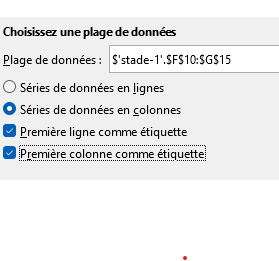 Choisissez une plage de données
Plage de données : $'stade-1'.$F$10:$G$15
Séries de données en lignes
Séries de données en colonnes
Première ligne comme étiquette
Première colonne comme étiquette